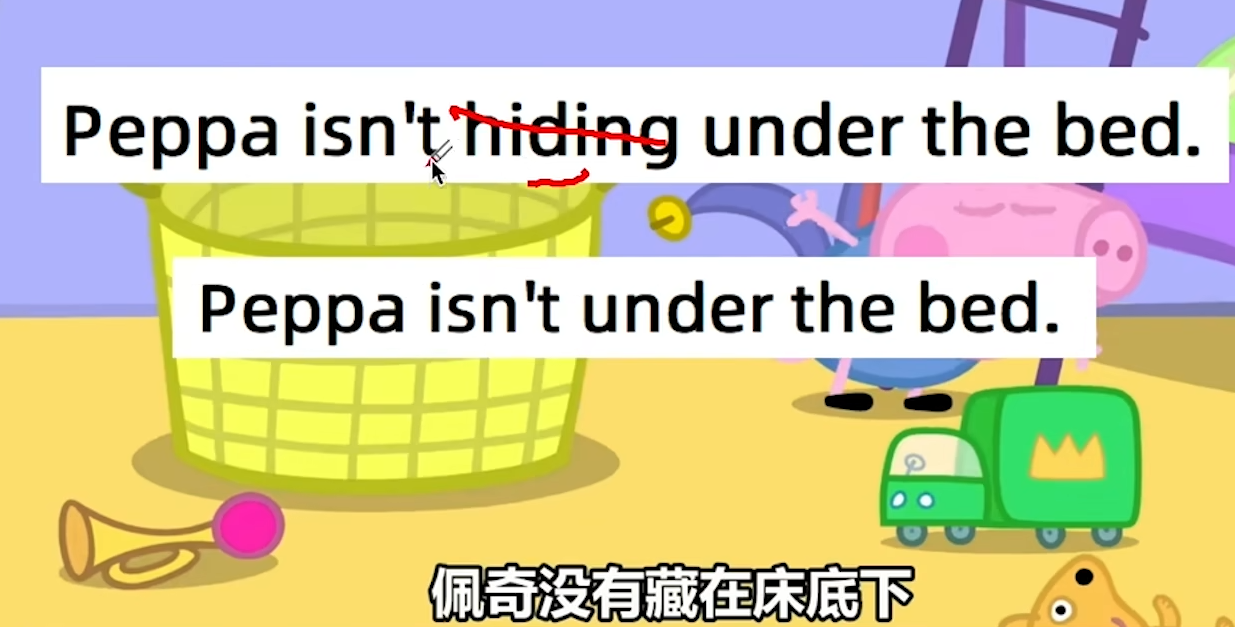 Peppa isn't hiding under the bed.
Peppa isn't under the bed.
佩奇没有藏在床底下